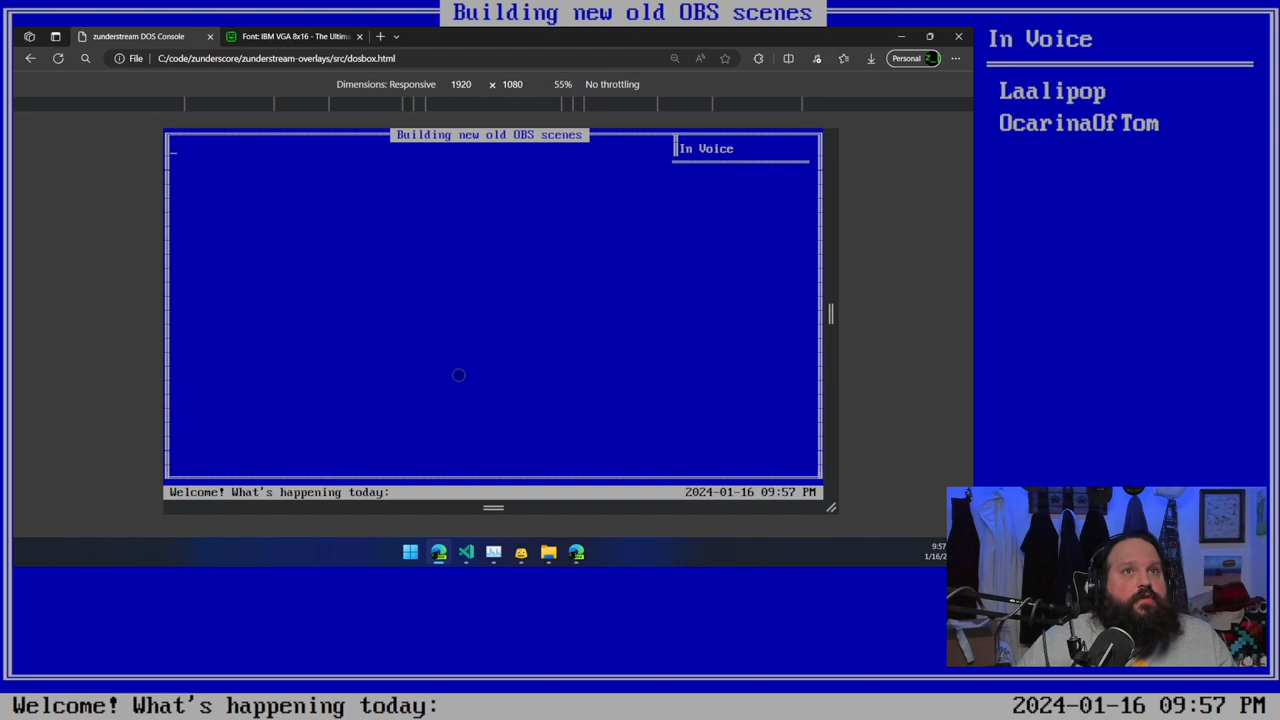 Building new old OBS scenes
In Voice
Laalipop
OcarinaOfTom
zunderstream DOS Console
Font: IBM VGA 8x16 - The Ultima
File
C:/code/zunderscore/zunderstream-overlays/src/dosbox.html
Personal
Dimensions: Responsive 1920 × 1080 55% No throttling
Building new old OBS scenes
In Voice
Welcome! What's happening today: 2024-01-16 09:57 PM
9:57
1/16/2
Welcome! What's happening today: 2024-01-16 09:57 PM